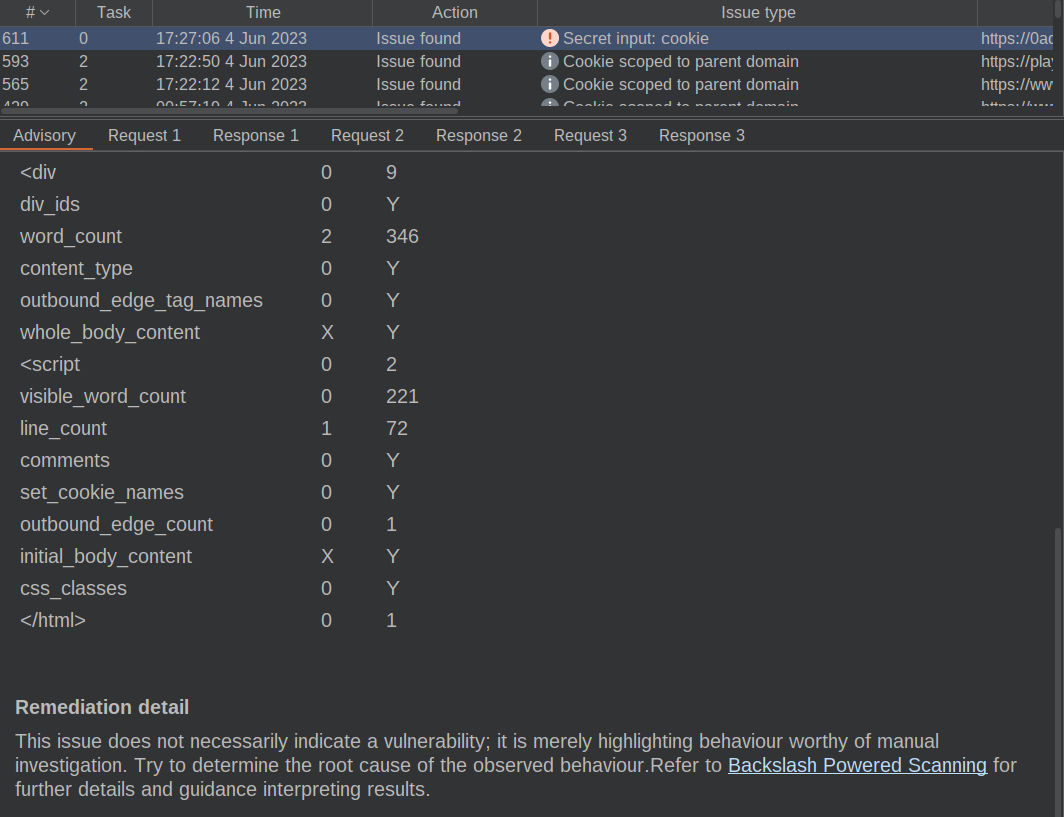 # Task Time Action Issue type
611 0 17:27:06 4 Jun 2023 Issue found Secret input: cookie https://0ac
593 2 17:22:50 4 Jun 2023 Issue found Cookie scoped to parent domain https://play
565 2 17:22:12 4 Jun 2023 Issue found Cookie scoped to parent domain https://www
Advisory Request 1 Response 1 Request 2 Response 2 Request 3 Response 3
<div 0 9
div_ids 0 Y
word_count 2 346
content_type 0 Y
outbound_edge_tag_names 0 Y
whole_body_content X Y
<script 0 2
visible_word_count 0 221
line_count 1 72
comments 0 Y
set_cookie_names 0 Y
outbound_edge_count 0 1
initial_body_content X Y
css_classes 0 Y
</html> 0 1
Remediation detail
This issue does not necessarily indicate a vulnerability; it is merely highlighting behaviour worthy of manual
investigation. Try to determine the root cause of the observed behaviour.Refer to Backslash Powered Scanning for
further details and guidance interpreting results.